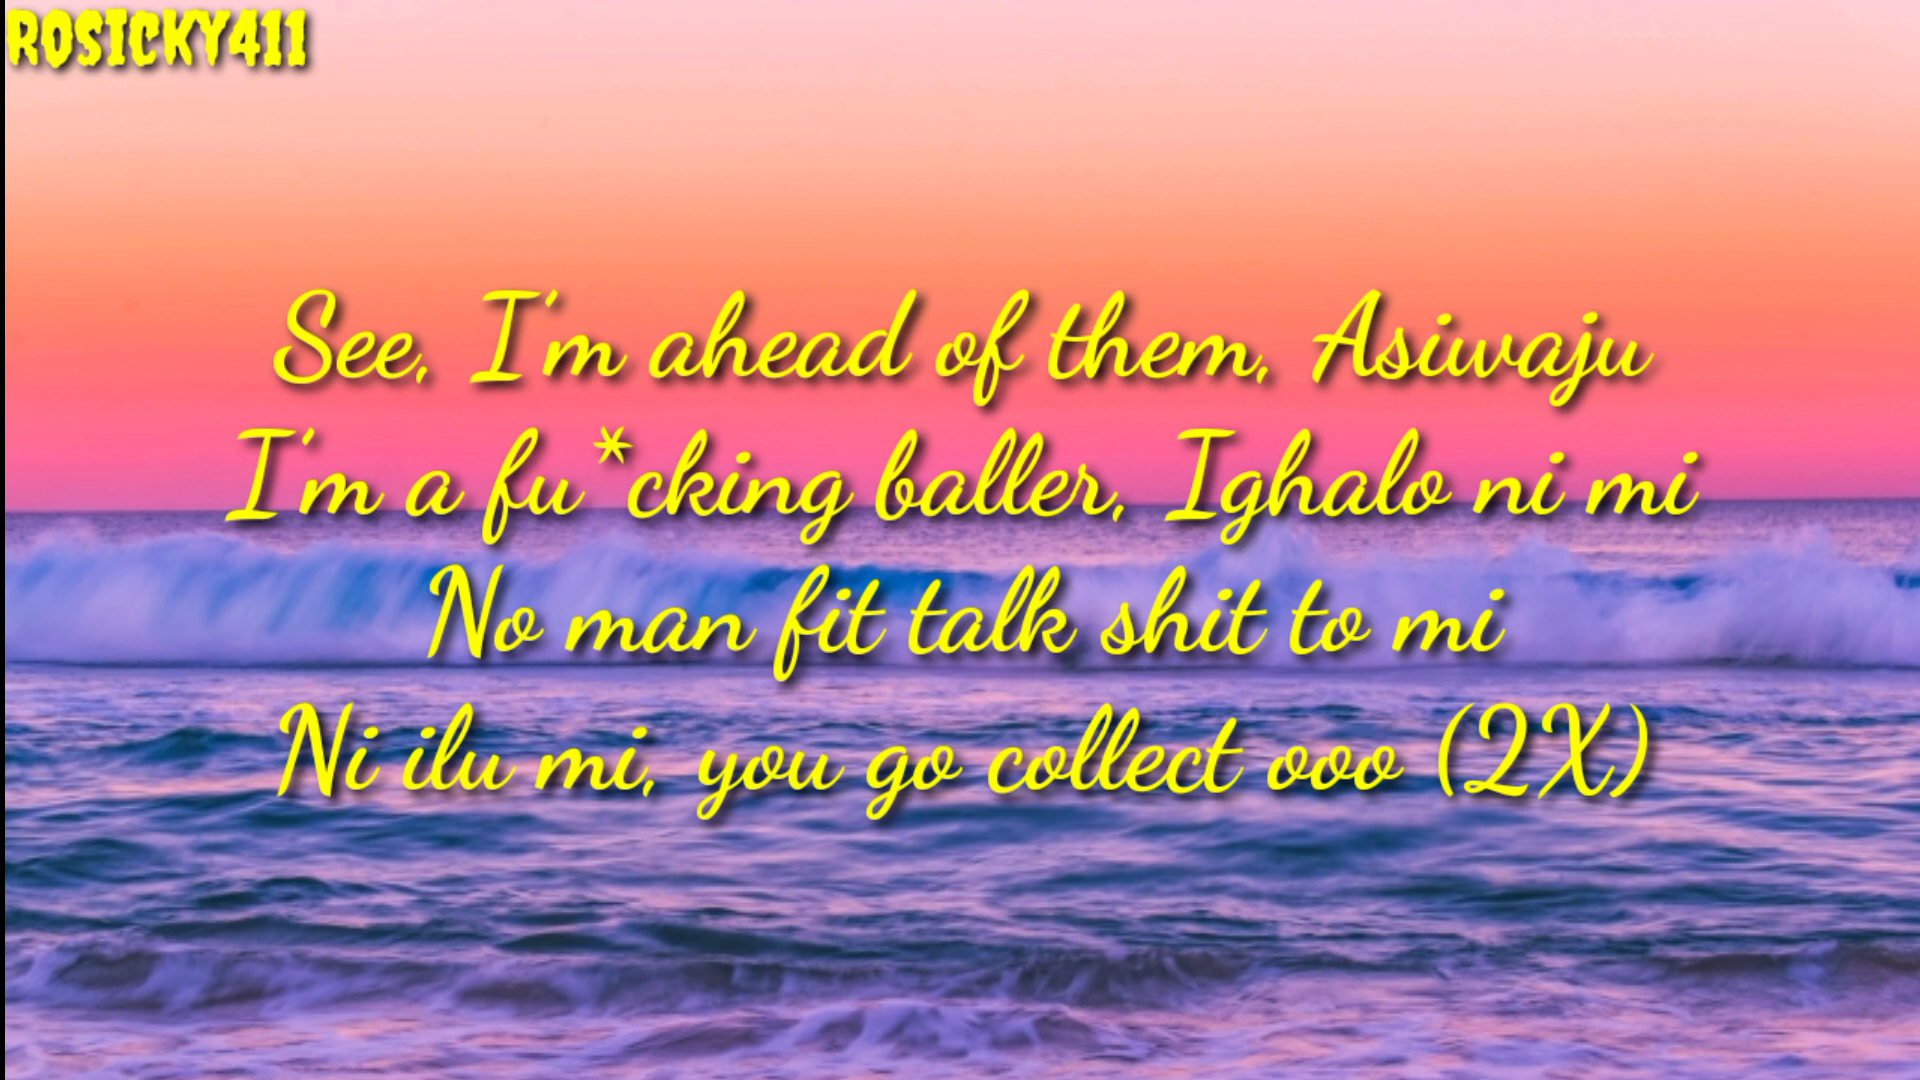 ROSICKY411
See, I'm ahead of them, Asiwaju
I'm a fu*cking baller, Ighalo ni mi
No man fit talk shit to mi
Ni ilu mi, you go collect ooo (2X)